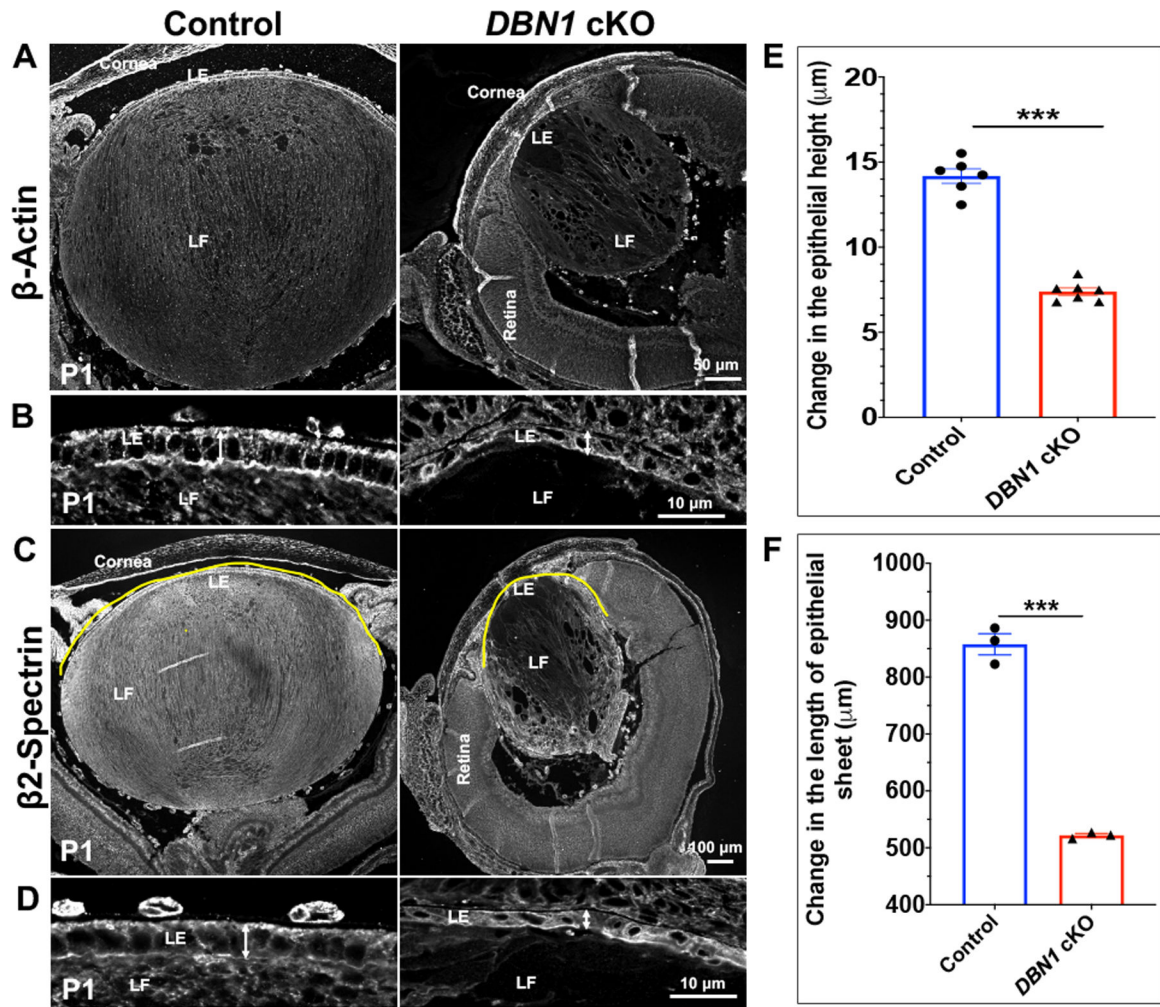 Control
DBN1 cKO
A
Cornea
LE
LF
P1
β-Actin
Cornea
LE
LF
Retina
50 μm
B
LE
LF
P1
LE
LF
10 μm
C
Cornea
LE
LF
P1
β2-Spectrin
LE
LF
Retina
100 μm
D
LE
LF
P1
LE
LF
10 μm
E
Change in the epithelial height (μm)
20
15
10
5
0
***
Control
DBN1 cKO
F
Change in the length of epithelial
sheet (μm)
1000
900
800
700
600
500
400
***
Control
DBN1 cKO